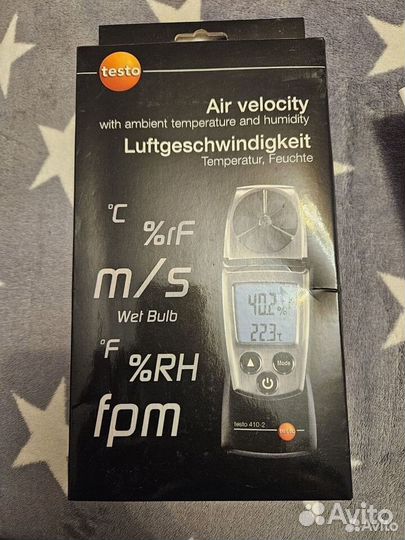 testo
Air velocity
with ambient temperature and humidity
Luftgeschwindigkeit
Temperatur, Feuchte
°C
%rF
m/s
Wet Bulb
°F
%RH
fpm
40.2 %
22.3 °C
Mode
testo 410-2
testo
Avito